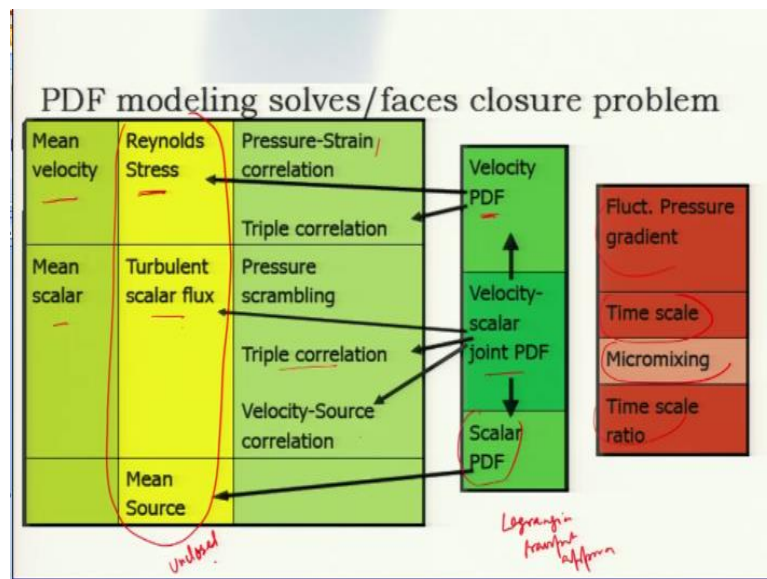 PDF modeling solves/faces closure problem
Mean
velocity
Reynolds
Stress
Pressure-Strain
correlation
Triple correlation
Mean
scalar
Turbulent
scalar flux
Pressure
scrambling
Triple correlation
Velocity-Source
correlation
Mean
Source
Velocity
PDF
Velocity-
scalar
joint PDF
Scalar
PDF
Fluct. Pressure
gradient
Time scale
Micromixing
Time scale
ratio
unclosed